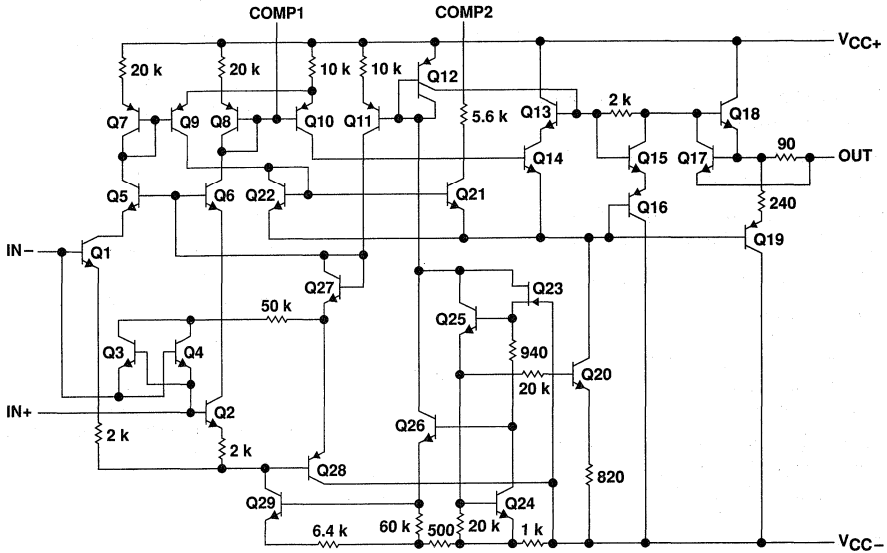 COMP1 COMP2
VCC+
20 k 20 k 10 k 10 k Q12
5.6 k 2 k
Q7 Q9 Q8 Q10 Q11 Q13 Q18
90
Q14 Q15 Q17 OUT
Q5 Q6 Q22 Q21 Q16 240
Q19
IN− Q1
Q27 Q23
50 k Q25
Q3 Q4 940
20 k Q20
IN+ Q2 Q26
2 k 2 k
Q28 820
Q29 Q24
6.4 k 60 k 500 20 k 1 k
VCC−